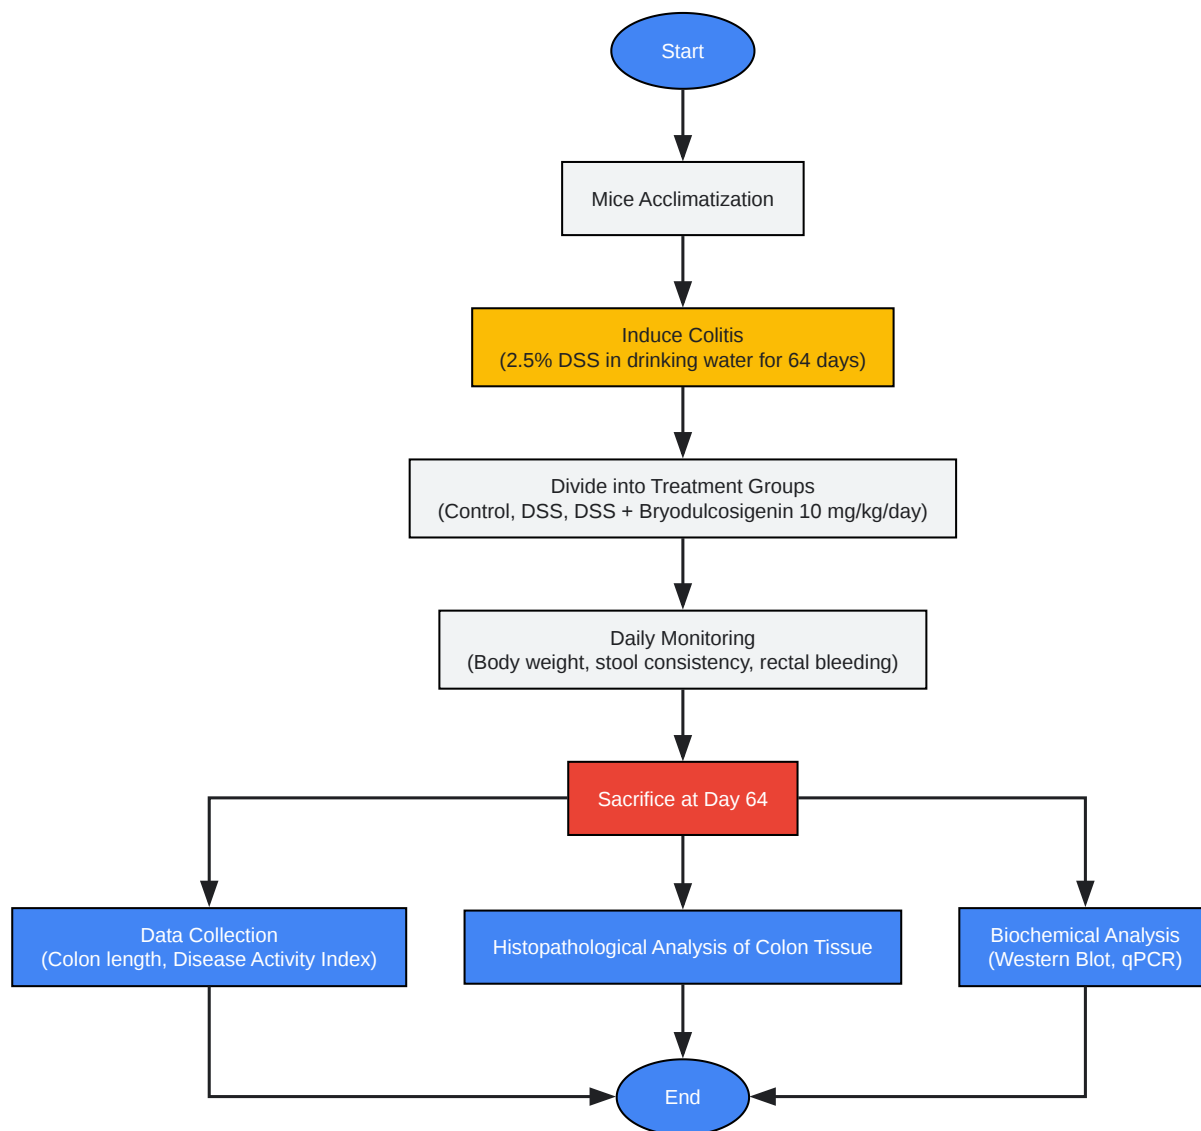 Start
Mice Acclimatization
Induce Colitis
(2.5% DSS in drinking water for 64 days)
Divide into Treatment Groups
(Control, DSS, DSS + Bryodulcosigenin 10 mg/kg/day)
Daily Monitoring
(Body weight, stool consistency, rectal bleeding)
Sacrifice at Day 64
Data Collection
(Colon length, Disease Activity Index)
Histopathological Analysis of Colon Tissue
Biochemical Analysis
(Western Blot, qPCR)
End